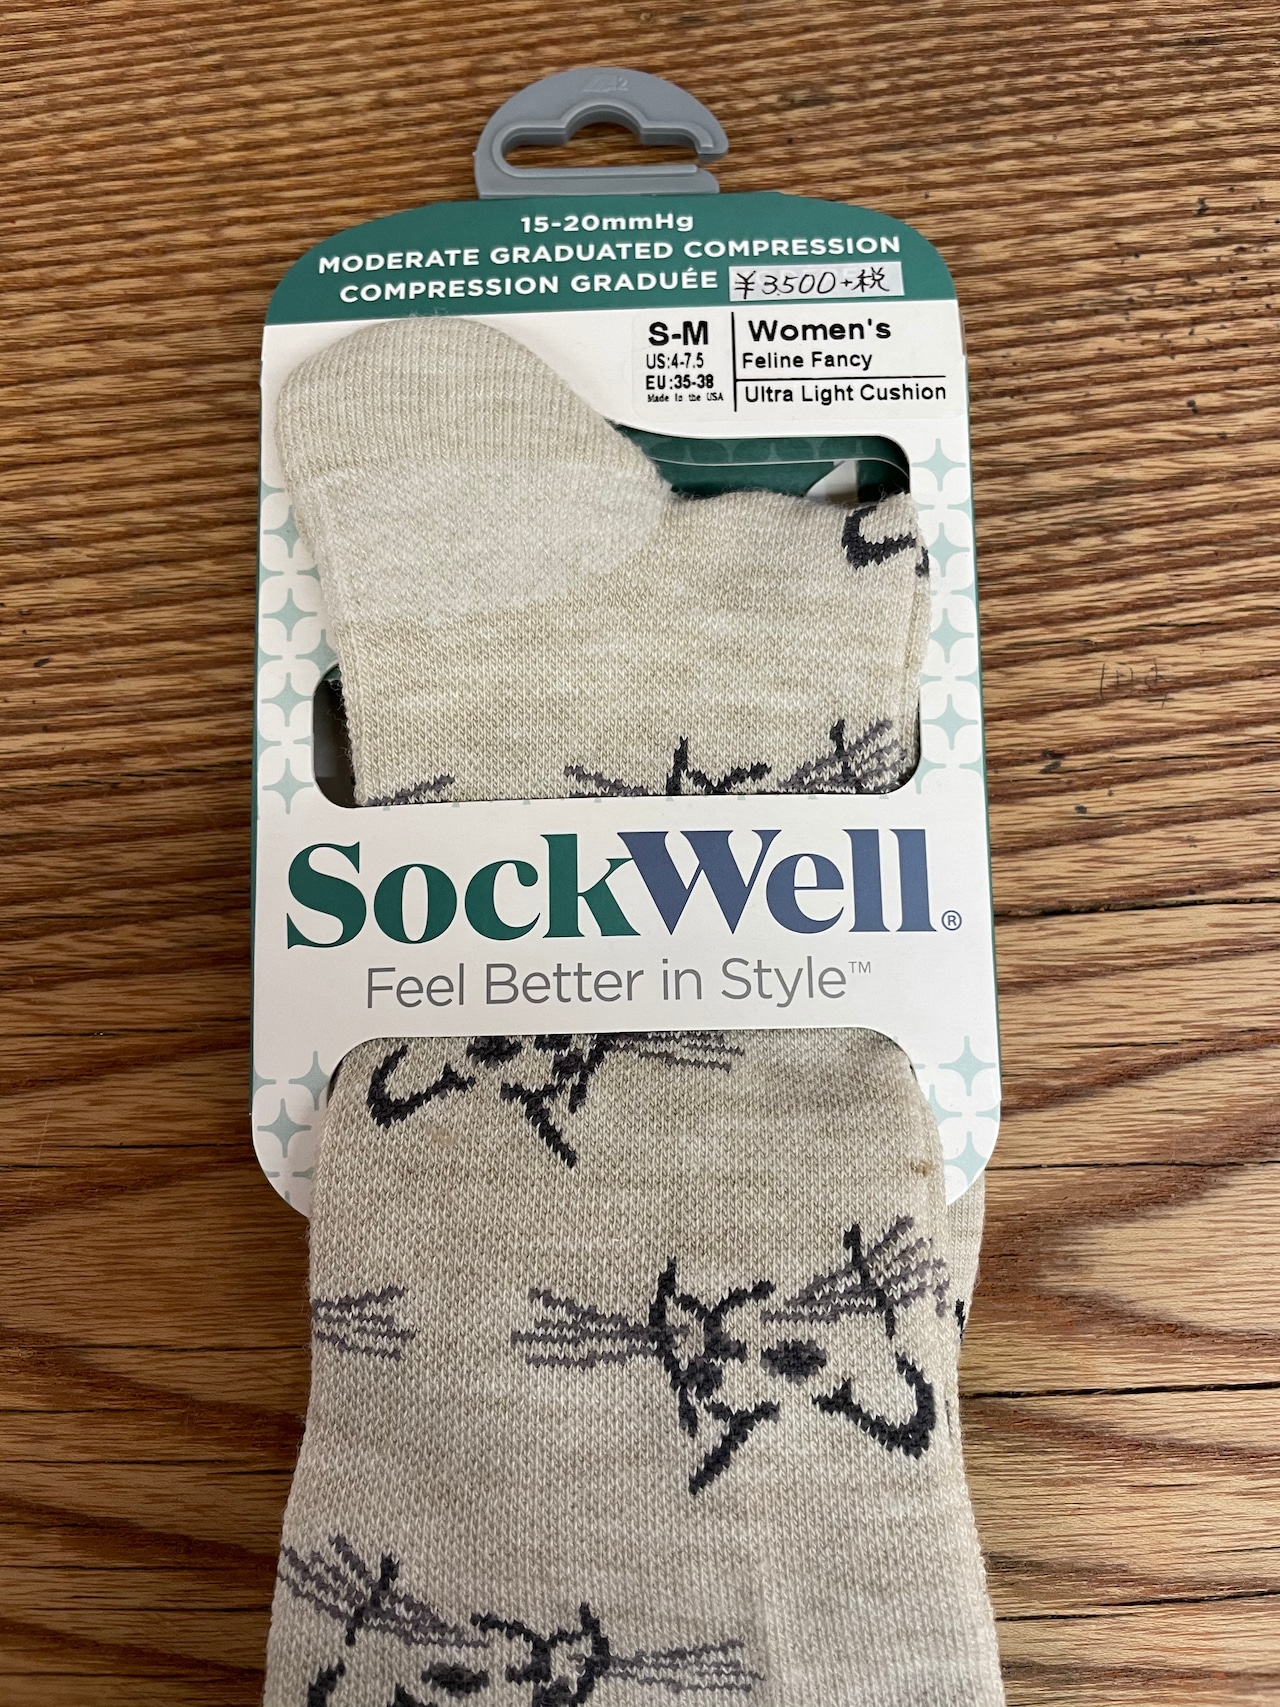 15-20mmHg
MODERATE GRADUATED COMPRESSION
COMPRESSION GRADUÉE ¥3500+税
S-M
US:4-7.5
EU:35-38
Made in the USA
Women's
Feline Fancy
Ultra Light Cushion
SockWell®
Feel Better in Style™